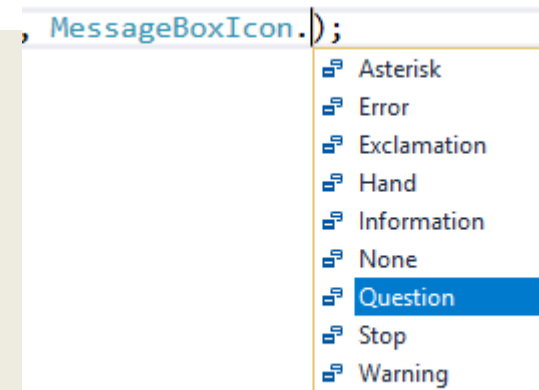 , MessageBoxIcon.);
Asterisk
Error
Exclamation
Hand
Information
None
Question
Stop
Warning